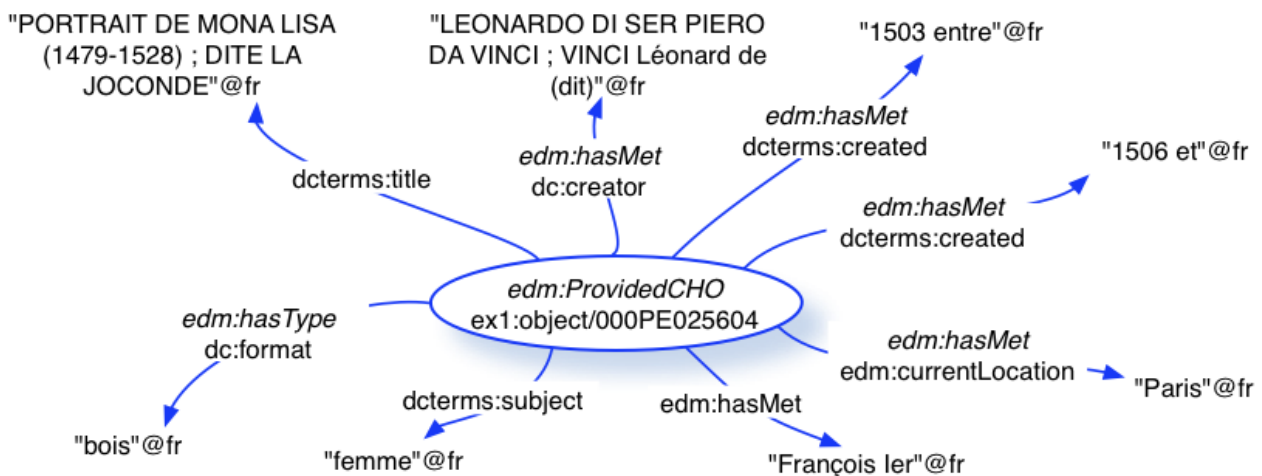 "PORTRAIT DE MONA LISA
(1479-1528) ; DITE LA
JOCONDE"@fr
"LEONARDO DI SER PIERO
DA VINCI ; VINCI Léonard de
(dit)"@fr
"1503 entre"@fr
edm:hasMet
dcterms:created
"1506 et"@fr
edm:hasMet
dc:creator
dcterms:title
edm:hasMet
dcterms:created
edm:ProvidedCHO
ex1:object/000PE025604
edm:hasType
dc:format
edm:hasMet
edm:currentLocation
"Paris"@fr
dcterms:subject
edm:hasMet
"bois"@fr
"femme"@fr
"François Ier"@fr